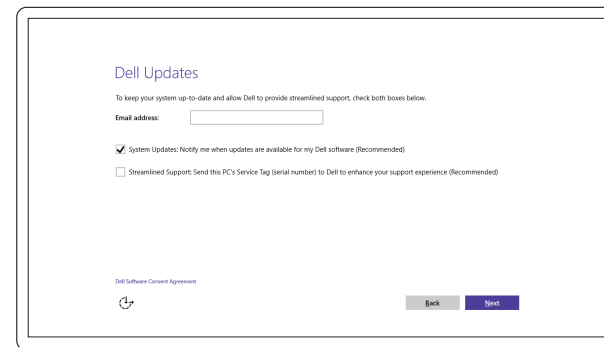 Dell Updates
To keep your system up-to-date and allow Dell to provide streamlined support, check both boxes below.
Email address:
System Updates: Notify me when updates are available for my Dell software (Recommended)
Streamlined Support: Send this PC's Service Tag (serial number) to Dell to enhance your support experience (Recommended)
Dell Software Consent Agreement
Back Next